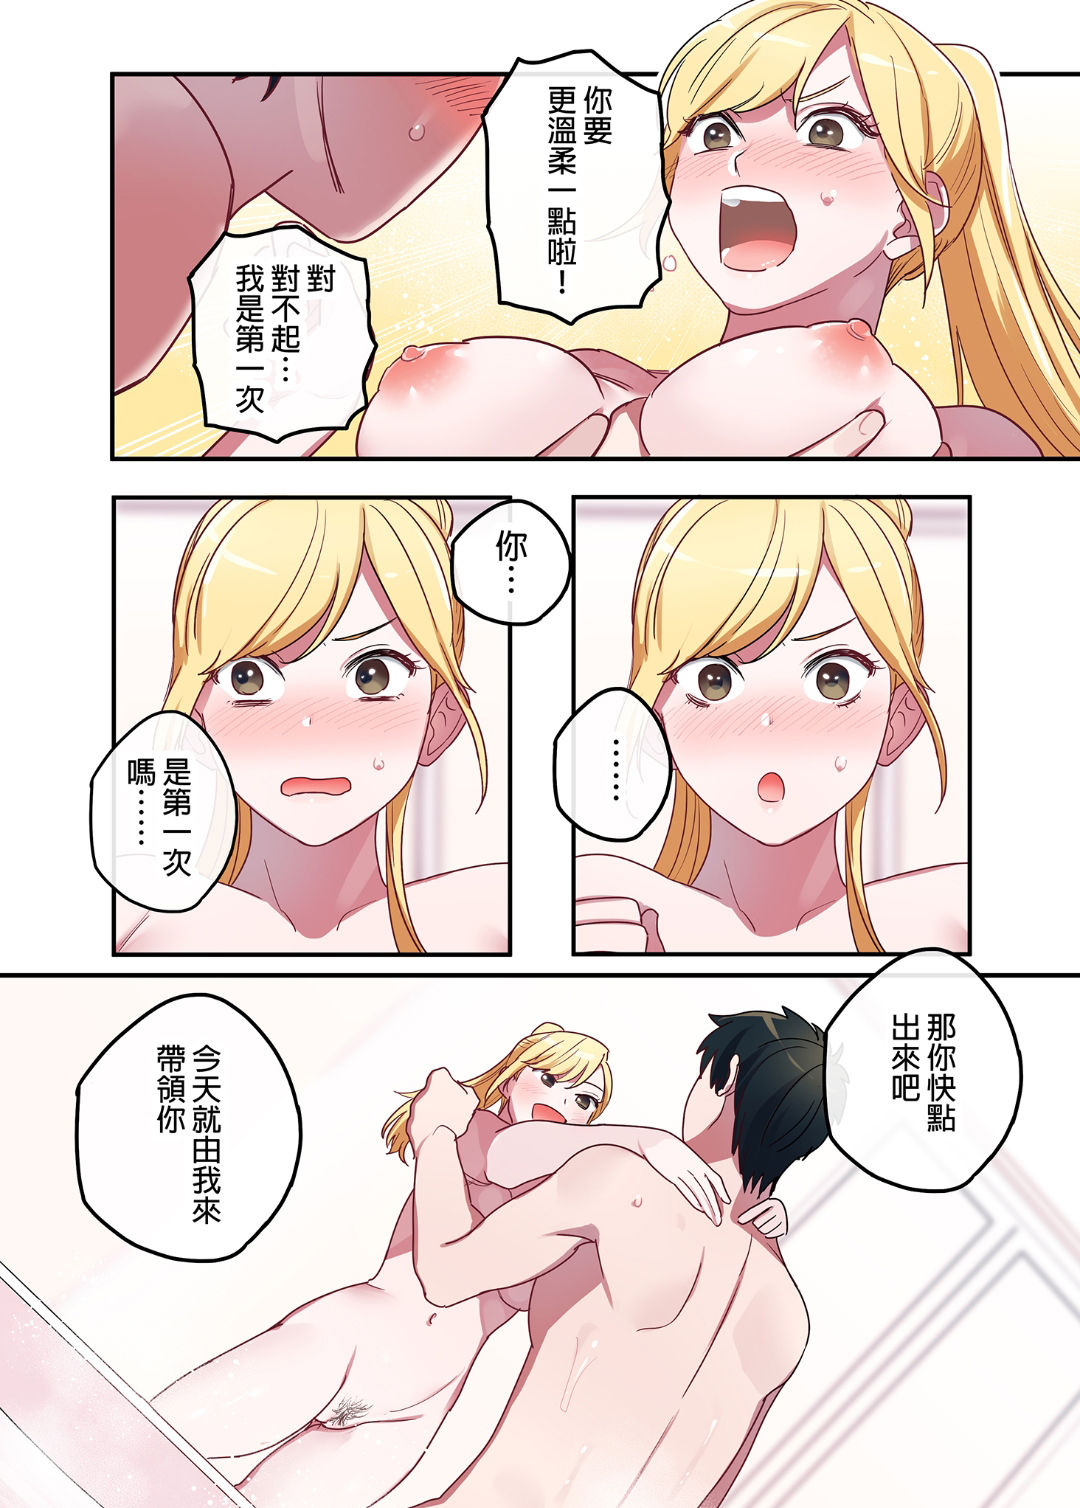 你要
更溫柔一點啦！
對
對不起…
我是第一次
……
你…
是第一次
嗎……
那你快點
出來吧
今天就由我來
帶領你